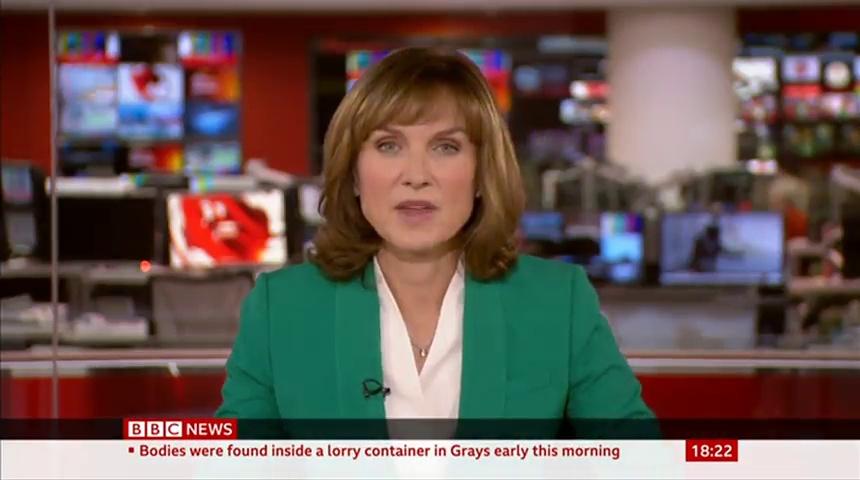 BBC NEWS
▪ Bodies were found inside a lorry container in Grays early this morning
18:22